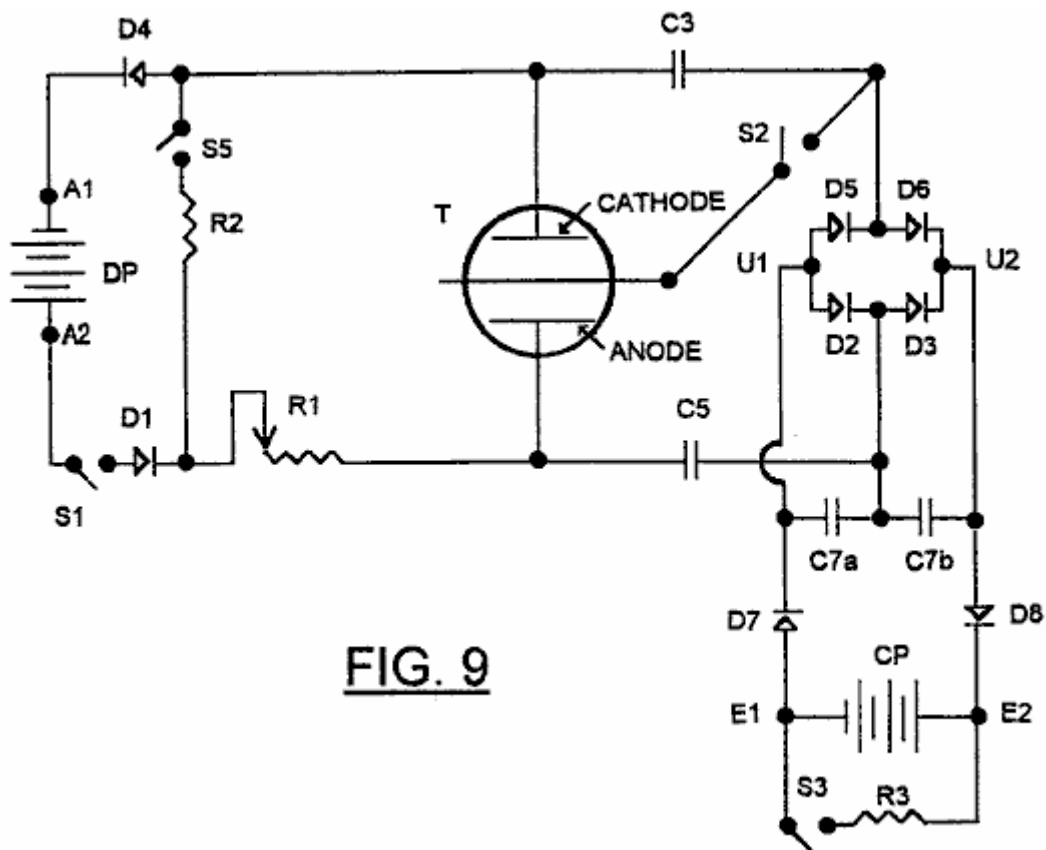 D4
C3
S5
S2
A1
CATHODE
D5
D6
T
R2
DP
U1
U2
A2
ANODE
D2
D3
D1
R1
C5
S1
C7a
C7b
D7
D8
FIG. 9
CP
E1
E2
S3
R3